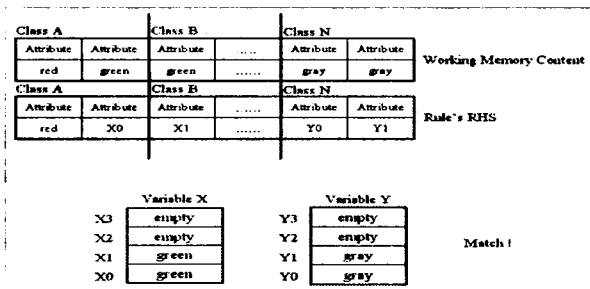 Class A Class B Class N
Attribute Attribute Attribute ..... Attribute Attribute
red green green ...... gray gray
Working Memory Content
Class A Class B Class N
Attribute Attribute Attribute ...... Attribute Attribute
red X0 X1 ...... Y0 Y1
Rule's RHS
Variable X Variable Y
X3 empty Y3 empty
X2 empty Y2 empty
X1 green Y1 gray
X0 green Y0 gray
Match !